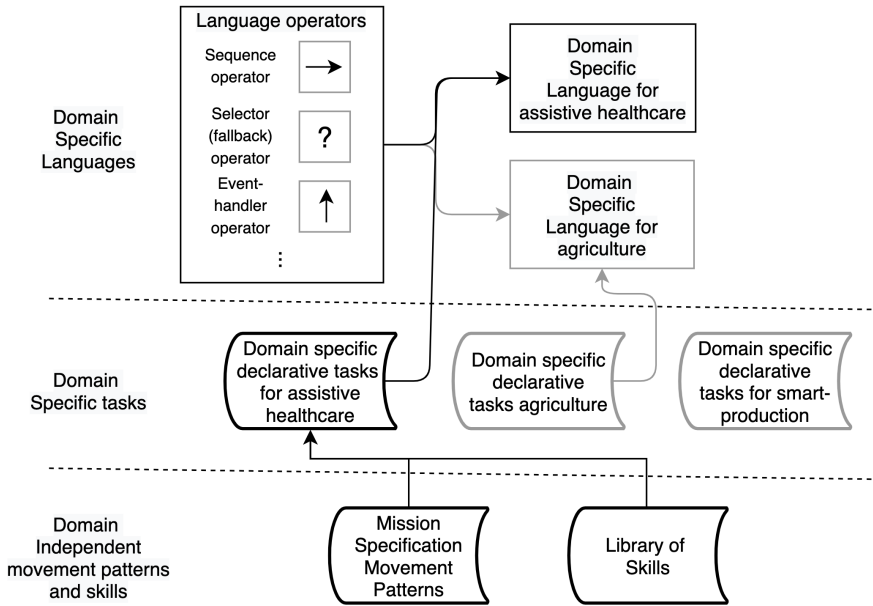 Domain
Specific
Languages
Language operators
Sequence
operator
Selector
(fallback)
operator
?
Event-
handler
operator
Domain
Specific
Language for
assistive healthcare
Domain
Specific
Language for
agriculture
Domain
Specific tasks
Domain specific
declarative tasks
for assistive
healthcare
Domain specific
declarative
tasks agriculture
Domain specific
declarative
tasks for smart-
production
Domain
Independent
movement patterns
and skills
Mission
Specification
Movement
Patterns
Library of
Skills